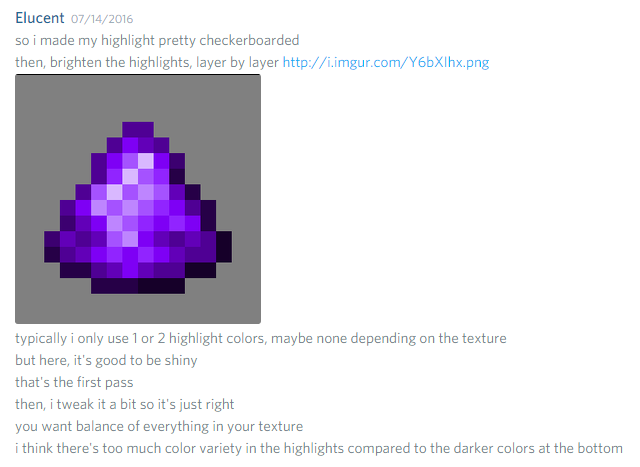 Elucent 07/14/2016
so i made my highlight pretty checkerboarded
then, brighten the highlights, layer by layer http://i.imgur.com/Y6bXlhx.png
typically i only use 1 or 2 highlight colors, maybe none depending on the texture
but here, it's good to be shiny
that's the first pass
then, i tweak it a bit so it's just right
you want balance of everything in your texture
i think there's too much color variety in the highlights compared to the darker colors at the bottom